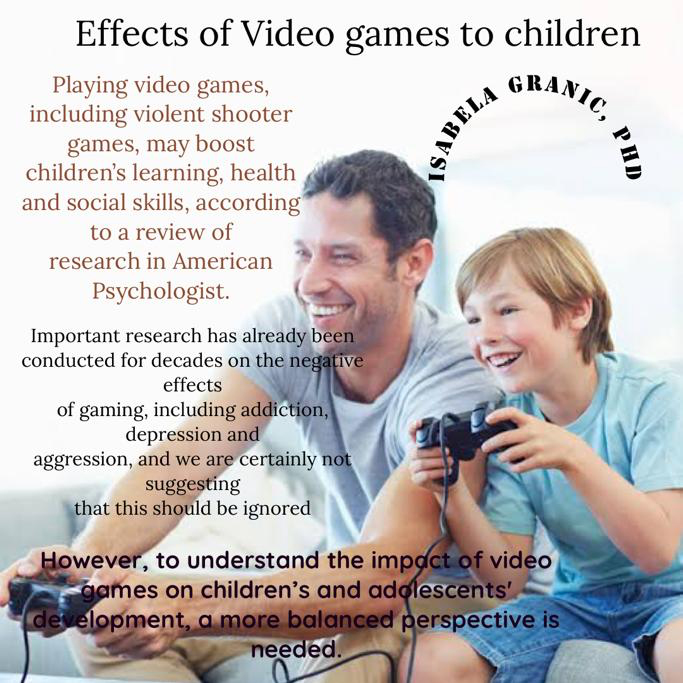 Effects of Video games to children
ISABELA GRANIC, PHD
Playing video games,
including violent shooter
games, may boost
children’s learning, health
and social skills, according
to a review of
research in American
Psychologist.
Important research has already been
conducted for decades on the negative
effects
of gaming, including addiction,
depression and
aggression, and we are certainly not
suggesting
that this should be ignored
However, to understand the impact of video
games on children’s and adolescents'
development, a more balanced perspective is
needed.